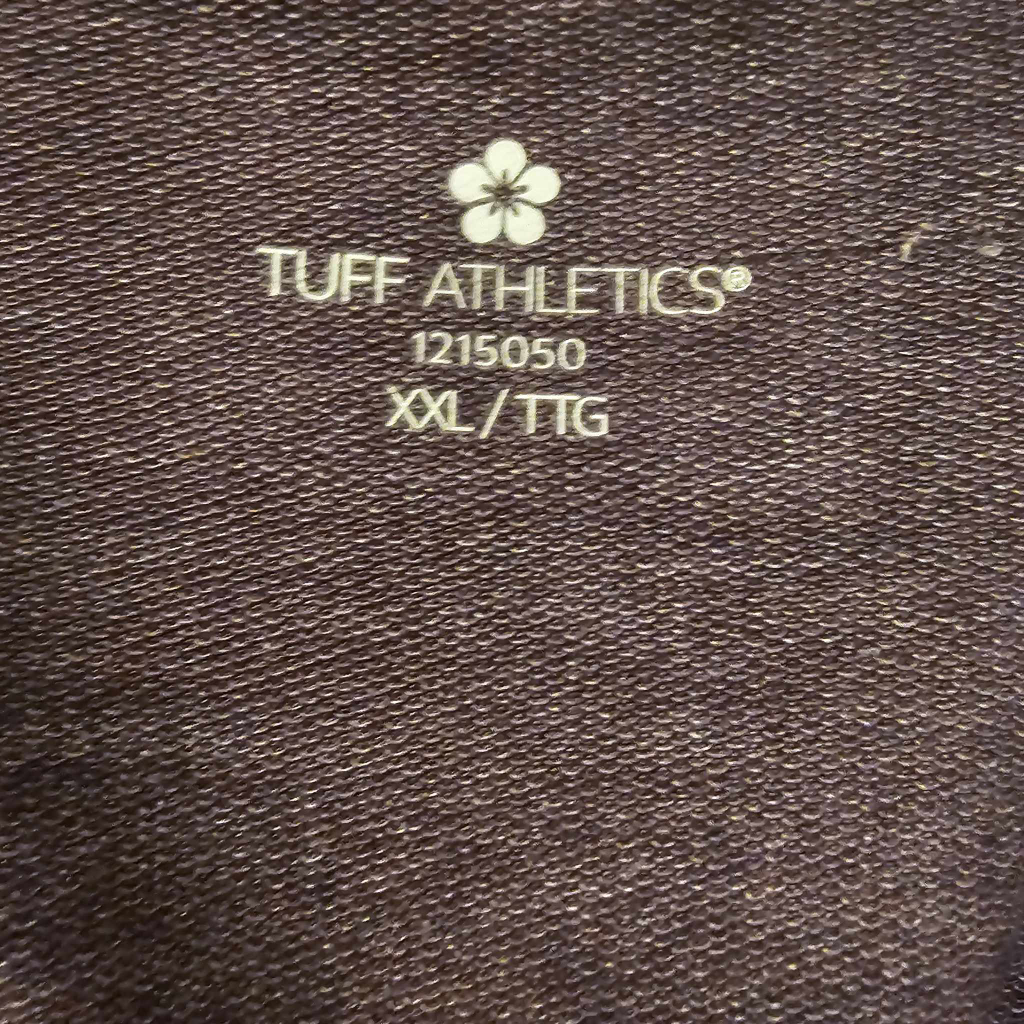 TUFF ATHLETICS®
1215050
XXL / TTG